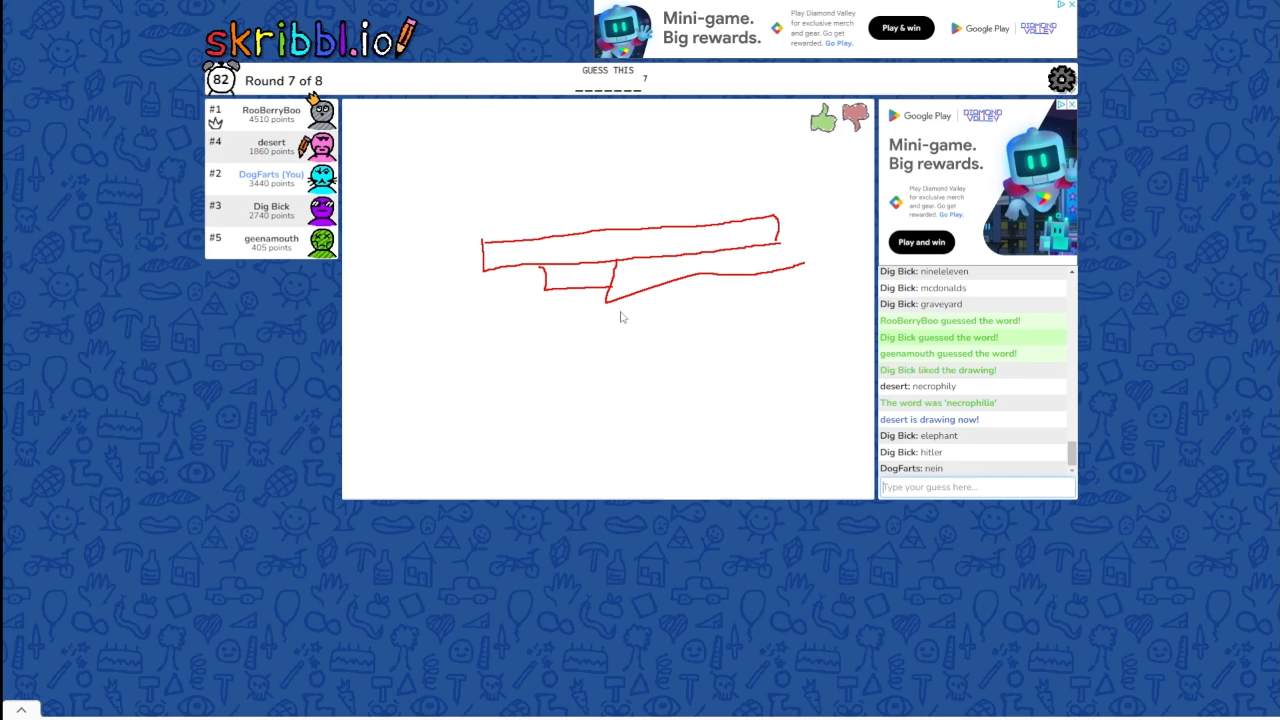 skribbl.io
Mini-game.
Big rewards.
Play Diamond Valley
for exclusive merch
and gear. Go get
rewarded. Go Play.
Play & win
Google Play
DIAMOND
VALLEY
82
Round 7 of 8
GUESS THIS
_______ 7
#1
RooBerryBoo
4510 points
#4
desert
1860 points
#2
DogFarts (You)
3440 points
#3
Dig Bick
2740 points
#5
geenamouth
405 points
Google Play
DIAMOND
VALLEY
Mini-game.
Big rewards.
Play Diamond Valley
for exclusive merch
and gear. Go get
rewarded. Go Play.
Play and win
Dig Bick: nineleleven
Dig Bick: mcdonalds
Dig Bick: graveyard
RooBerryBoo guessed the word!
Dig Bick guessed the word!
geenamouth guessed the word!
Dig Bick liked the drawing!
desert: necrophily
The word was 'necrophilia'
desert is drawing now!
Dig Bick: elephant
Dig Bick: hitler
DogFarts: nein
Type your guess here...